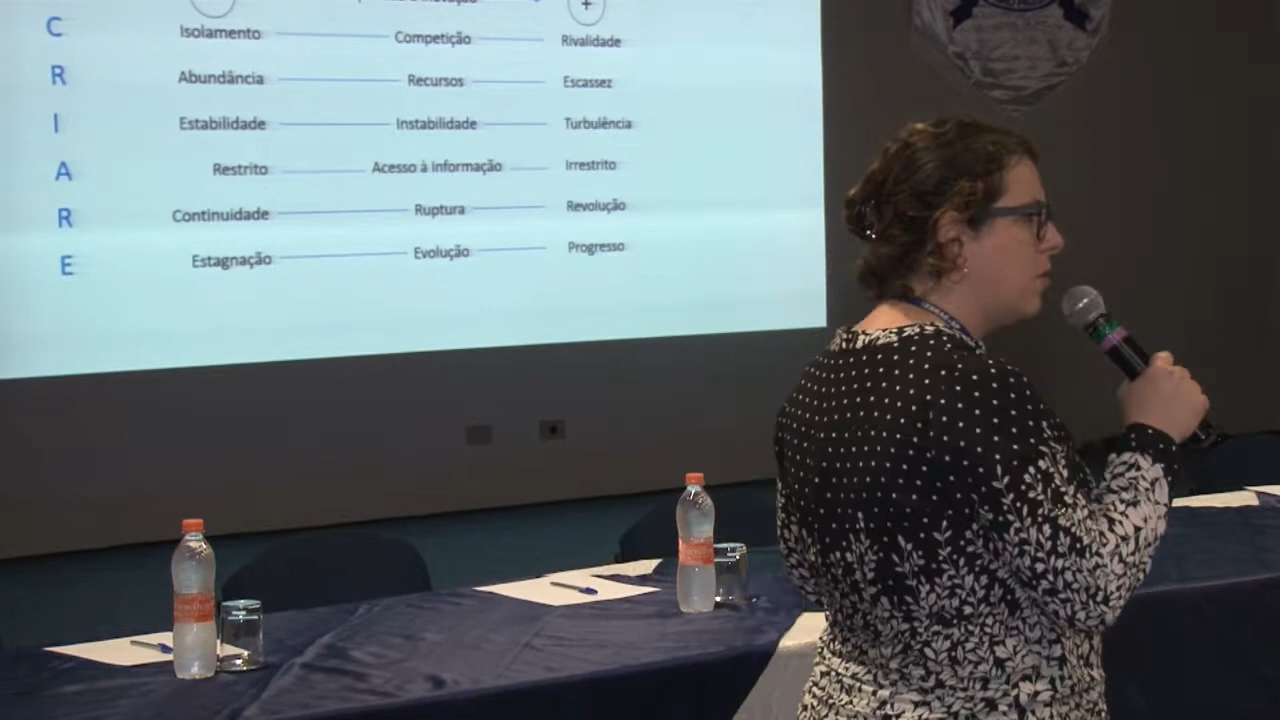 +
C Isolamento Competição Rivalidade
R Abundância Recursos Escassez
I Estabilidade Instabilidade Turbulência
A Restrito Acesso à Informação Irrestrito
R Continuidade Ruptura Revolução
E Estagnação Evolução Progresso